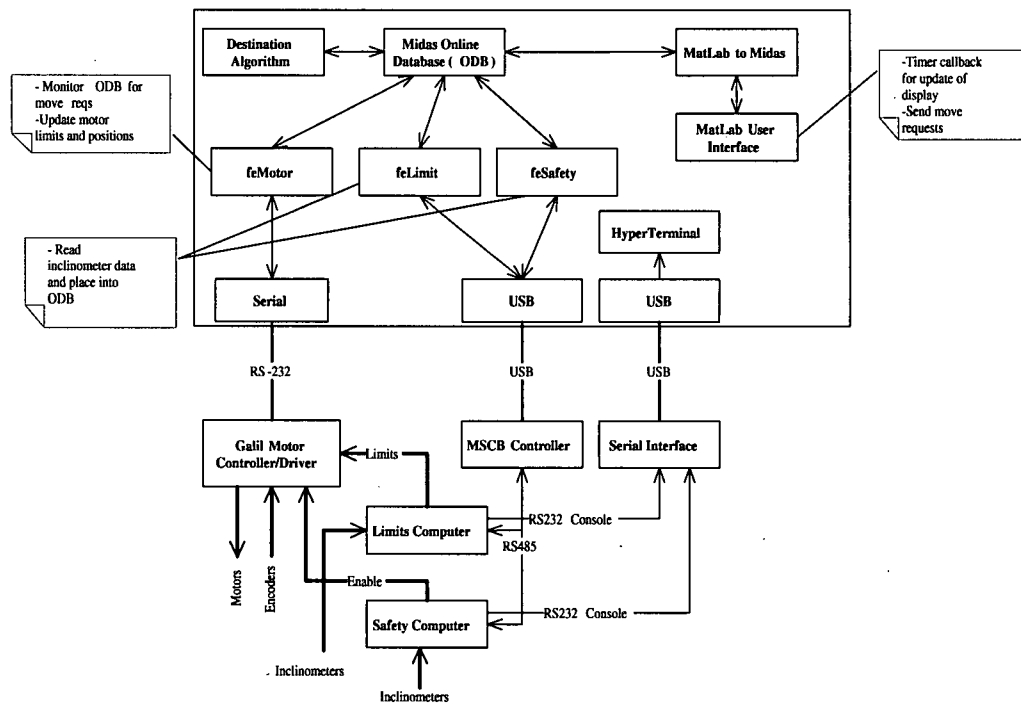 Destination
Algorithm
Midas Online
Database ( ODB )
MatLab to Midas
- Monitor ODB for
move reqs
-Update motor
limits and positions
-Timer callback
for update of
display
-Send move
requests
MatLab User
Interface
feMotor
feLimit
feSafety
HyperTerminal
- Read
inclinometer data
and place into
ODB
Serial
USB
USB
RS-232
USB
USB
Galil Motor
Controller/Driver
MSCB Controller
Serial Interface
Limits
Limits Computer
RS232 Console
RS485
Motors
Encoders
Enable
Safety Computer
RS232 Console
Inclinometers
Inclinometers